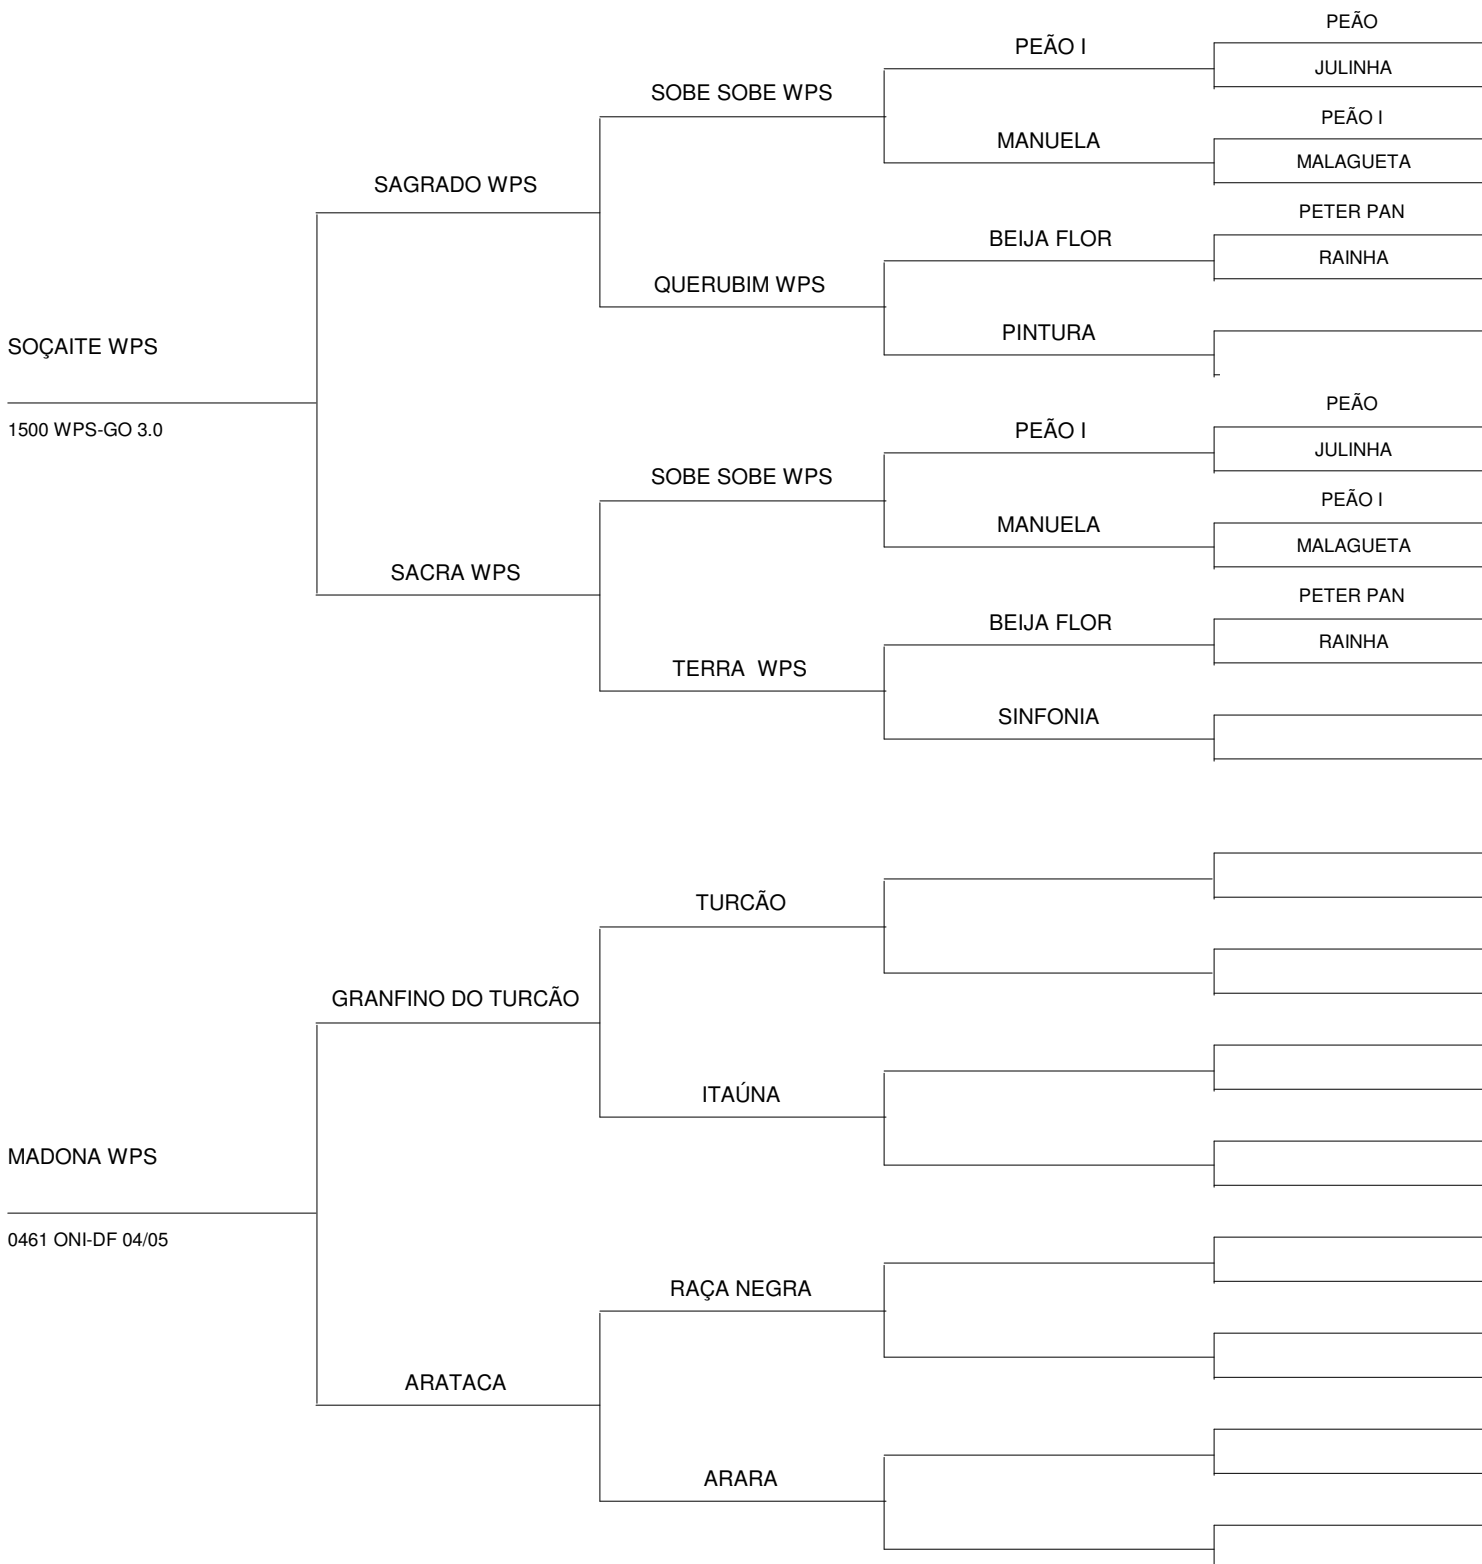 PEÃO
PEÃO I
JULINHA
SOBE SOBE WPS
PEÃO I
MANUELA
MALAGUETA
SAGRADO WPS
PETER PAN
BEIJA FLOR
RAINHA
QUERUBIM WPS
PINTURA
SOÇAITE WPS
PEÃO
1500 WPS-GO 3.0
PEÃO I
JULINHA
SOBE SOBE WPS
PEÃO I
MANUELA
MALAGUETA
SACRA WPS
PETER PAN
BEIJA FLOR
RAINHA
TERRA  WPS
SINFONIA
TURCÃO
GRANFINO DO TURCÃO
ITAÚNA
MADONA WPS
0461 ONI-DF 04/05
RAÇA NEGRA
ARATACA
ARARA